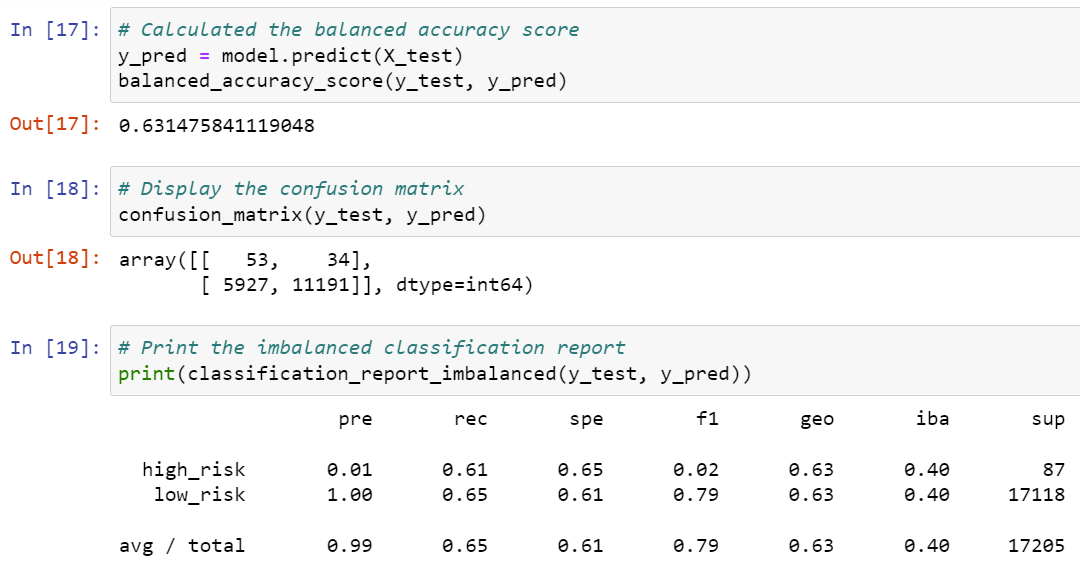 In [17]: # Calculated the balanced accuracy score
y_pred = model.predict(X_test)
balanced_accuracy_score(y_test, y_pred)
Out[17]: 0.631475841119048
In [18]: # Display the confusion matrix
confusion_matrix(y_test, y_pred)
Out[18]: array([[   53,    34],
       [ 5927, 11191]], dtype=int64)
In [19]: # Print the imbalanced classification report
print(classification_report_imbalanced(y_test, y_pred))
pre rec spe f1 geo iba sup
high_risk 0.01 0.61 0.65 0.02 0.63 0.40 87
low_risk 1.00 0.65 0.61 0.79 0.63 0.40 17118
avg / total 0.99 0.65 0.61 0.79 0.63 0.40 17205